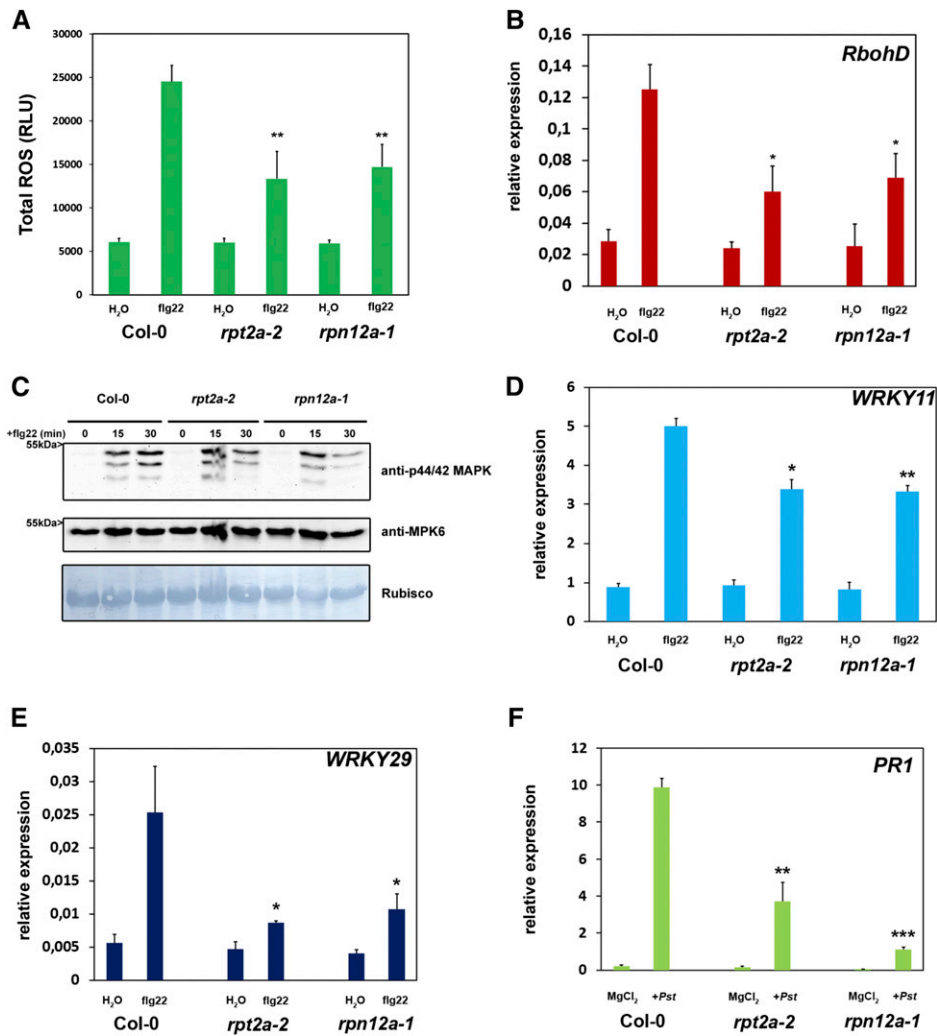 A
Total ROS (RLU)
30000
25000
20000
15000
10000
5000
0
** **
H₂O flg22 H₂O flg22 H₂O flg22
Col-0 rpt2a-2 rpn12a-1
B
RbohD
relative expression
0,16
0,14
0,12
0,10
0,08
0,06
0,04
0,02
0
* *
H₂O flg22 H₂O flg22 H₂O flg22
Col-0 rpt2a-2 rpn12a-1
C
Col-0 rpt2a-2 rpn12a-1
+flg22 (min) 0 15 30 0 15 30 0 15 30
55kDa>
anti-p44/42 MAPK
55kDa>
anti-MPK6
Rubisco
D
WRKY11
relative expression
6
5
4
3
2
1
0
* **
H₂O flg22 H₂O flg22 H₂O flg22
Col-0 rpt2a-2 rpn12a-1
E
WRKY29
relative expression
0,035
0,03
0,025
0,02
0,015
0,01
0,005
0
* *
H₂O flg22 H₂O flg22 H₂O flg22
Col-0 rpt2a-2 rpn12a-1
F
PR1
relative expression
12
10
8
6
4
2
0
** ***
MgCl₂ +Pst MgCl₂ +Pst MgCl₂ +Pst
Col-0 rpt2a-2 rpn12a-1